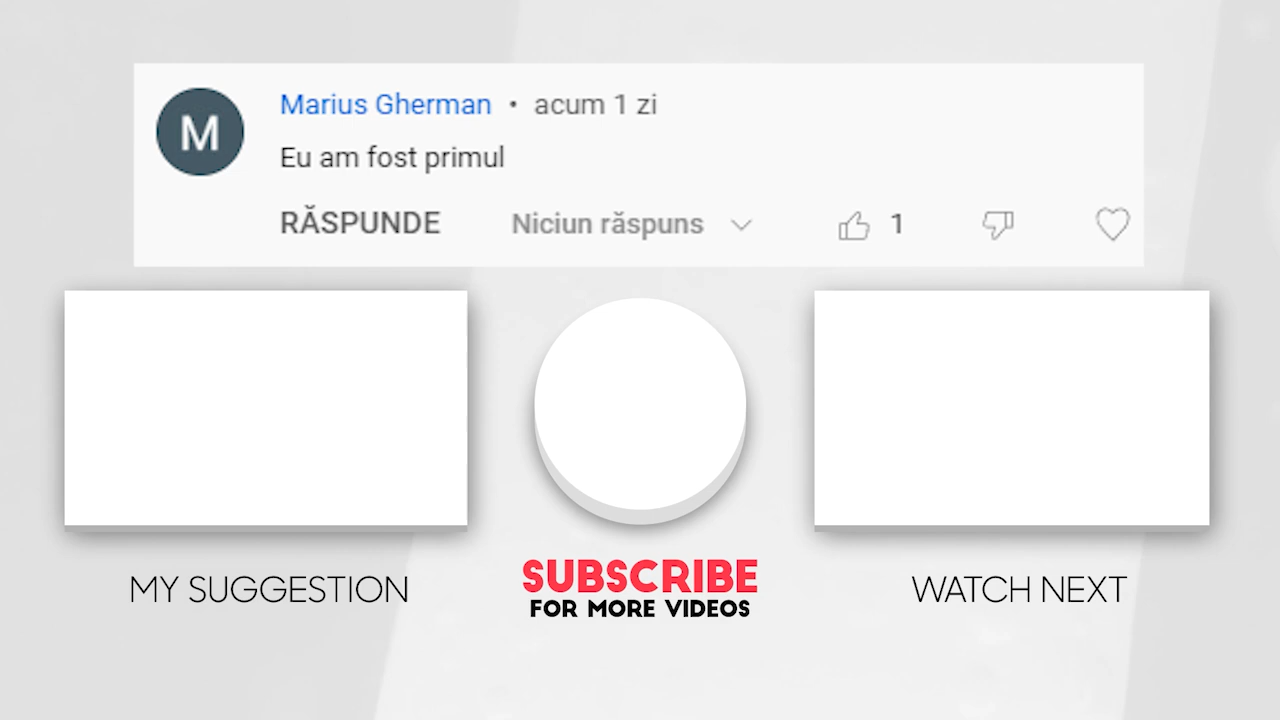 M
Marius Gherman • acum 1 zi
Eu am fost primul
RĂSPUNDE Niciun răspuns 1
MY SUGGESTION
SUBSCRIBE
FOR MORE VIDEOS
WATCH NEXT